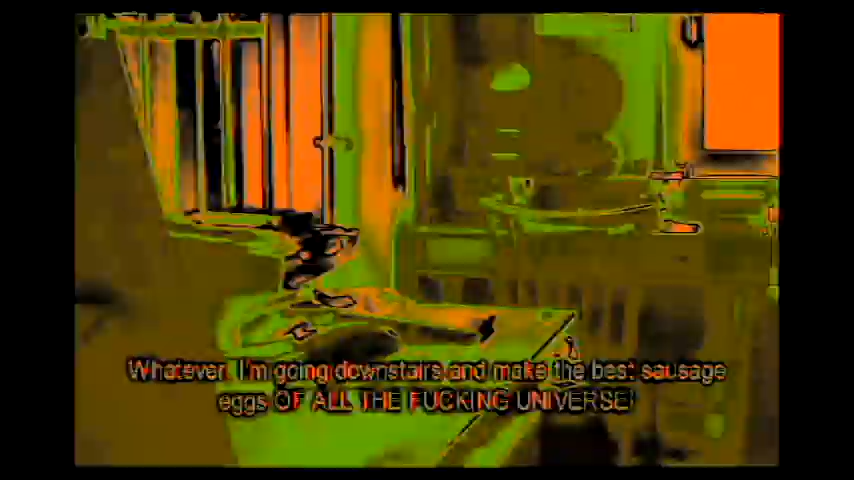 Whatever. I'm going downstairs and make the best sausage
eggs OF ALL THE FUCKING UNIVERSE!